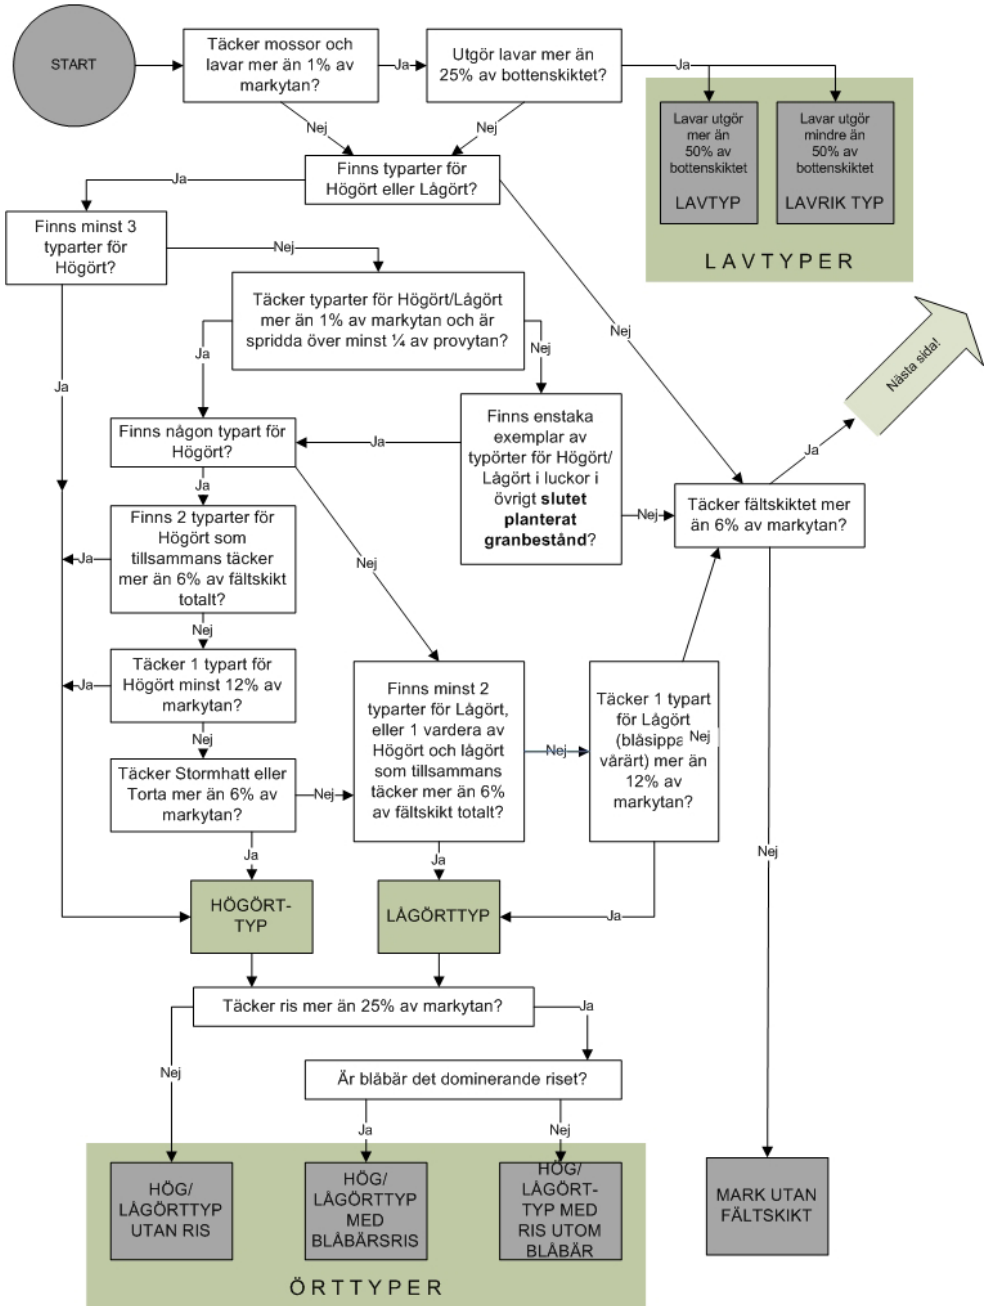 START
Täcker mossor och
lavar mer än 1% av
markytan?
Ja
Utgör lavar mer än
25% av bottenskiktet?
Ja
Lavar utgör
mer än
50% av
bottenskiktet
LAVTYP
Lavar utgör
mindre än
50% av
bottenskiktet
LAVRIK TYP
LAVTYPER
Nej
Nej
Finns typarter för
Högört eller Lågört?
Ja
Nej
Finns minst 3
typarter för
Högört?
Nej
Ja
Täcker typarter för Högört/Lågört
mer än 1% av markytan och är
spridda över minst ¼ av provytan?
Ja
Nej
Nästa sida!
Finns någon typart för
Högört?
Ja
Finns enstaka
exemplar av
typörter för Högört/
Lågört i luckor i
övrigt slutet
planterat
granbestånd?
Nej
Täcker fältskiktet mer
än 6% av markytan?
Ja
Ja
Nej
Finns 2 typarter för
Högört som
tillsammans täcker
mer än 6% av fältskikt
totalt?
Ja
Nej
Täcker 1 typart för
Högört minst 12% av
markytan?
Ja
Nej
Täcker Stormhatt eller
Torta mer än 6% av
markytan?
Nej
Ja
Finns minst 2
typarter för Lågört,
eller 1 vardera av
Högört och lågört
som tillsammans
täcker mer än 6%
av fältskikt totalt?
Nej
Ja
Täcker 1 typart
för Lågört
(blåsippa
vårärt) mer än
12% av
markytan?
Nej
Ja
Nej
HÖGÖRT-
TYP
LÅGÖRTTYP
Täcker ris mer än 25% av markytan?
Ja
Nej
Är blåbär det dominerande riset?
Ja
Nej
HÖG/
LÅGÖRTTYP
UTAN RIS
HÖG/
LÅGÖRTTYP
MED
BLÅBÄRSRIS
HÖG/
LÅGÖRT-
TYP MED
RIS UTOM
BLÅBÄR
MARK UTAN
FÄLTSKIKT
ÖRTTYPER